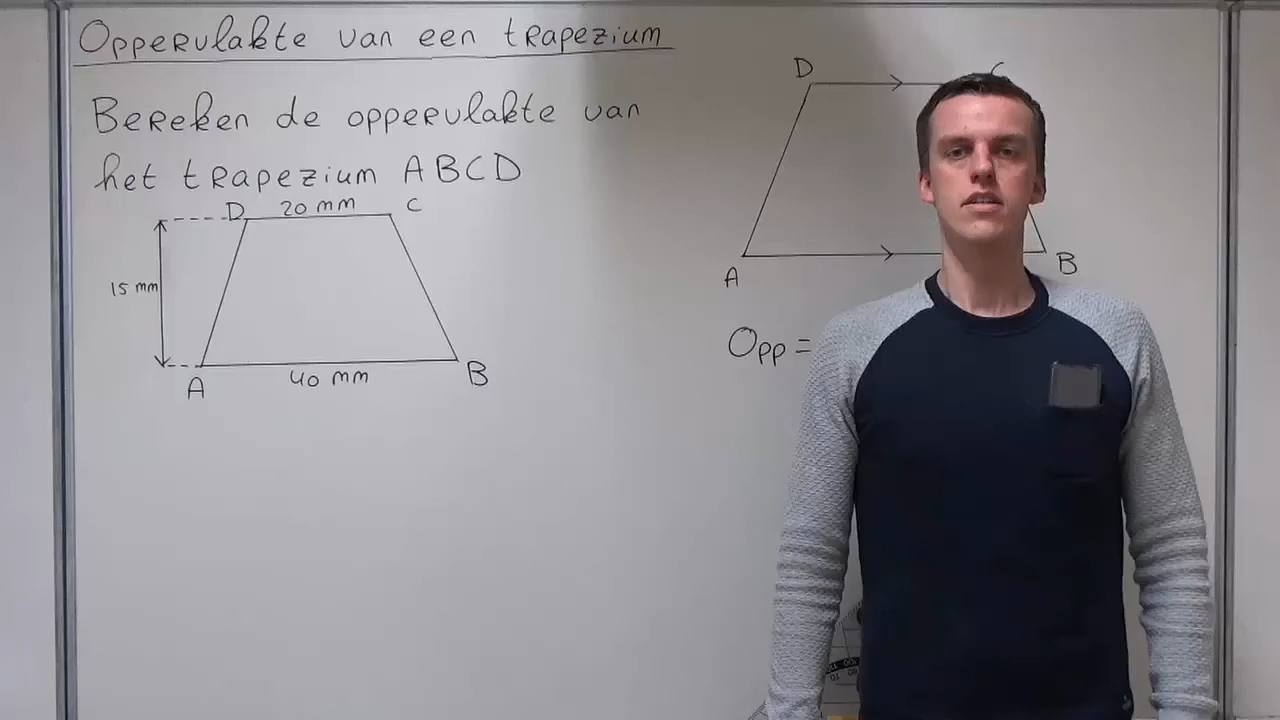 Oppervlakte van een trapezium
Bereken de oppervlakte van
het trapezium ABCD
D 20 mm C
15 mm
A 40 mm B
D C
A B
Opp =